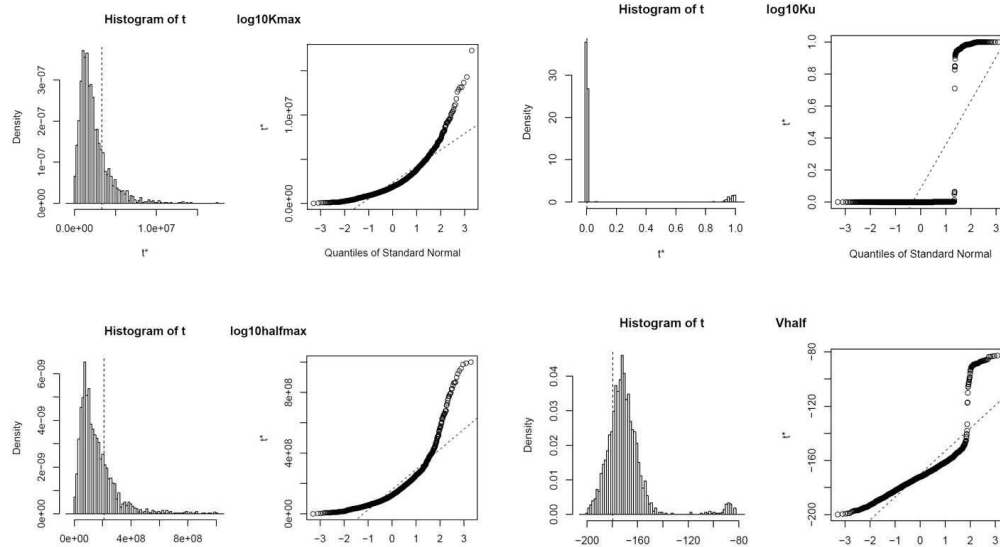 Histogram of t log10Kmax
Density
0e+00 1e-07 2e-07 3e-07
0.0e+00 1.0e+07
t*
t*
0.0e+00 1.0e+07
−3 −2 −1 0 1 2 3
Quantiles of Standard Normal
Histogram of t log10Ku
Density
0 10 20 30
0.0 0.2 0.4 0.6 0.8 1.0
t*
t*
0.0 0.2 0.4 0.6 0.8 1.0
−3 −2 −1 0 1 2 3
Quantiles of Standard Normal
Histogram of t log10halfmax
Density
0e+00 2e-09 4e-09 6e-09
0e+00 4e+08 8e+08
t*
0e+00 4e+08 8e+08
−3 −2 −1 0 1 2 3
Histogram of t Vhalf
Density
0.00 0.01 0.02 0.03 0.04
−200 −160 −120 −80
t*
−200 −160 −120 −80
−3 −2 −1 0 1 2 3